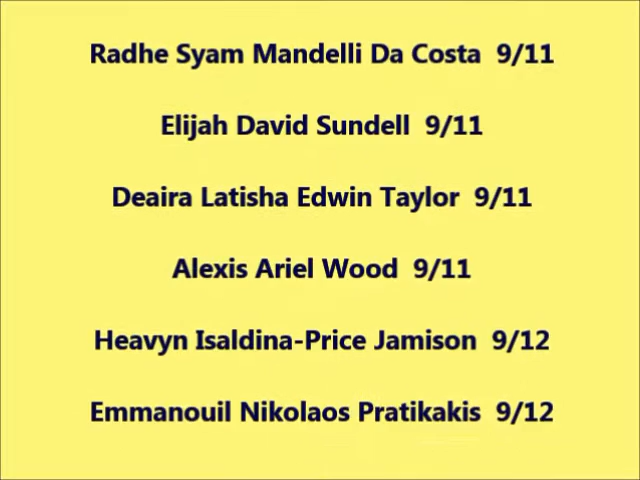 Radhe Syam Mandelli Da Costa 9/11
Elijah David Sundell 9/11
Deaira Latisha Edwin Taylor 9/11
Alexis Ariel Wood 9/11
Heavyn Isaldina-Price Jamison 9/12
Emmanouil Nikolaos Pratikakis 9/12